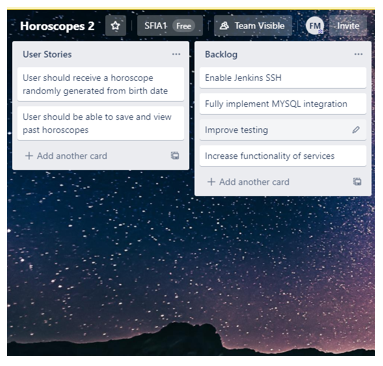 Horoscopes 2
SFIA1 Free
Team Visible
FM
Invite
User Stories
User should receive a horoscope
randomly generated from birth date
User should be able to save and view
past horoscopes
+ Add another card
Backlog
Enable Jenkins SSH
Fully implement MYSQL integration
Improve testing
Increase functionality of services
+ Add another card